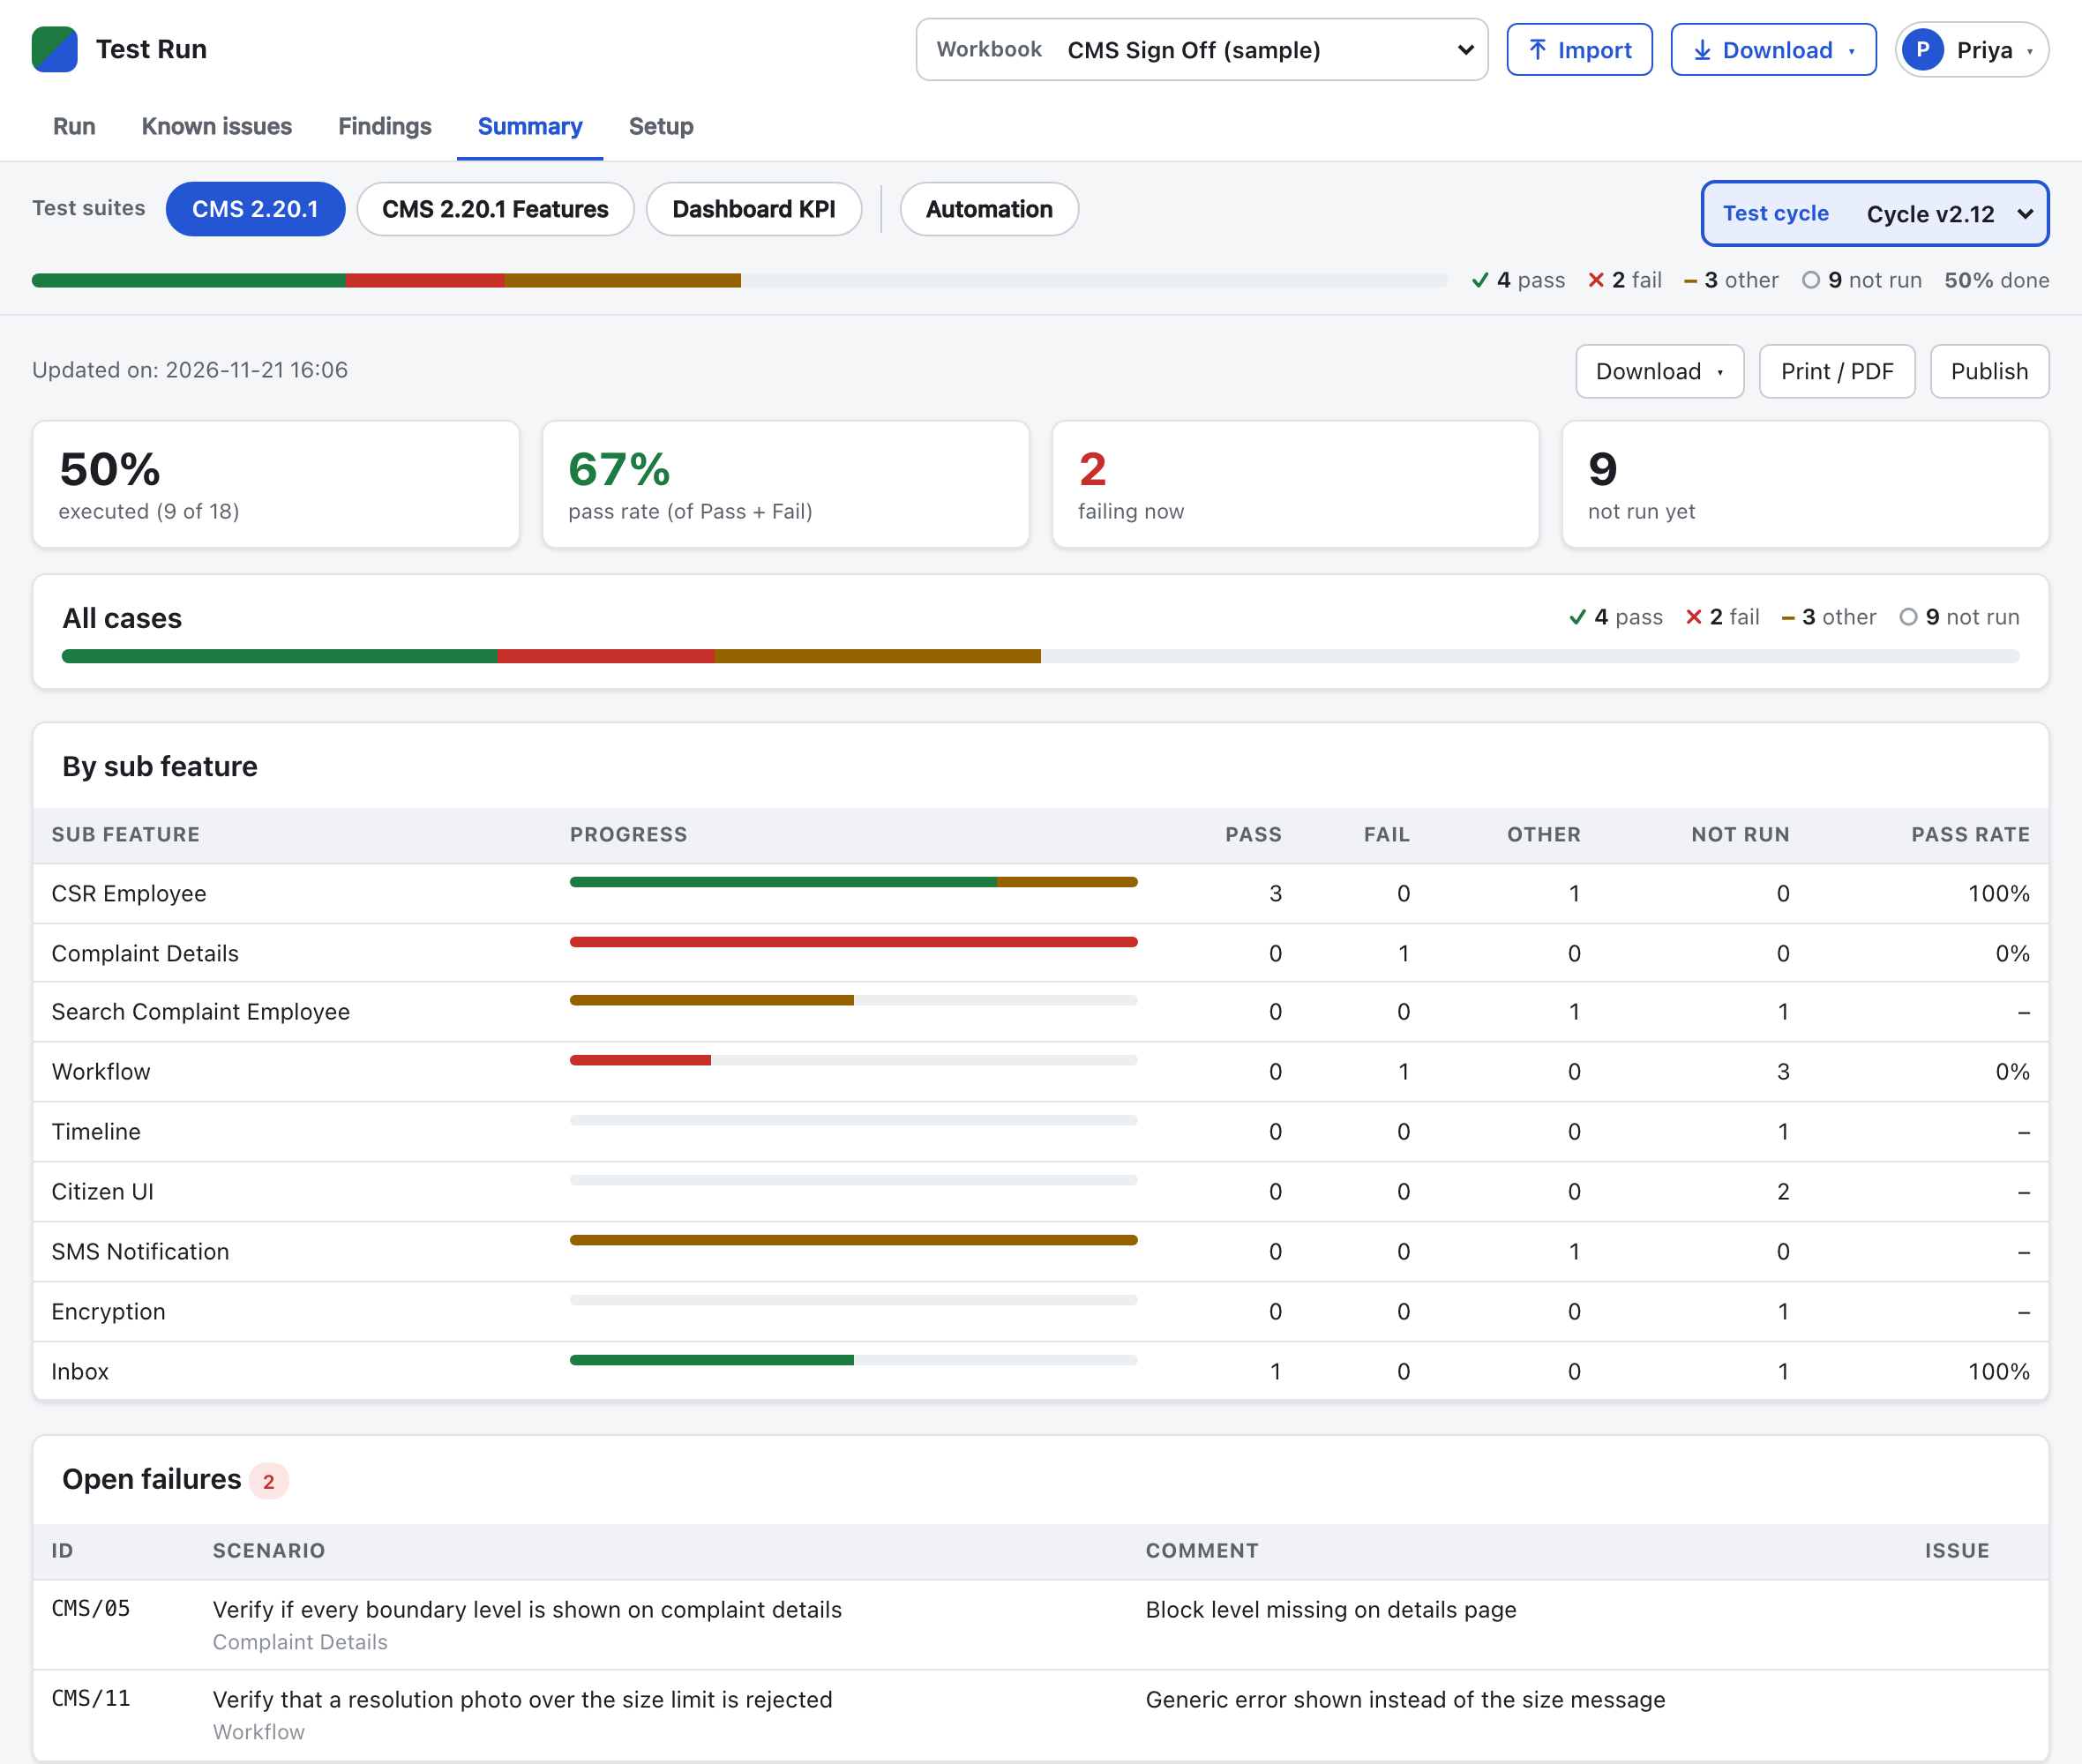 Test Run
Workbook CMS Sign Off (sample)
Import
Download
P Priya
Run Known issues Findings Summary Setup
Test suites CMS 2.20.1 CMS 2.20.1 Features Dashboard KPI Automation
Test cycle Cycle v2.12
4 pass 2 fail 3 other 9 not run 50% done
Updated on: 2026-11-21 16:06
Download Print / PDF Publish
50%
executed (9 of 18)
67%
pass rate (of Pass + Fail)
2
failing now
9
not run yet
All cases
4 pass 2 fail 3 other 9 not run
By sub feature
SUB FEATURE PROGRESS PASS FAIL OTHER NOT RUN PASS RATE
CSR Employee 3 0 1 0 100%
Complaint Details 0 1 0 0 0%
Search Complaint Employee 0 0 1 1 –
Workflow 0 1 0 3 0%
Timeline 0 0 0 1 –
Citizen UI 0 0 0 2 –
SMS Notification 0 0 1 0 –
Encryption 0 0 0 1 –
Inbox 1 0 0 1 100%
Open failures 2
ID SCENARIO COMMENT ISSUE
CMS/05 Verify if every boundary level is shown on complaint details Block level missing on details page
Complaint Details
CMS/11 Verify that a resolution photo over the size limit is rejected Generic error shown instead of the size message
Workflow